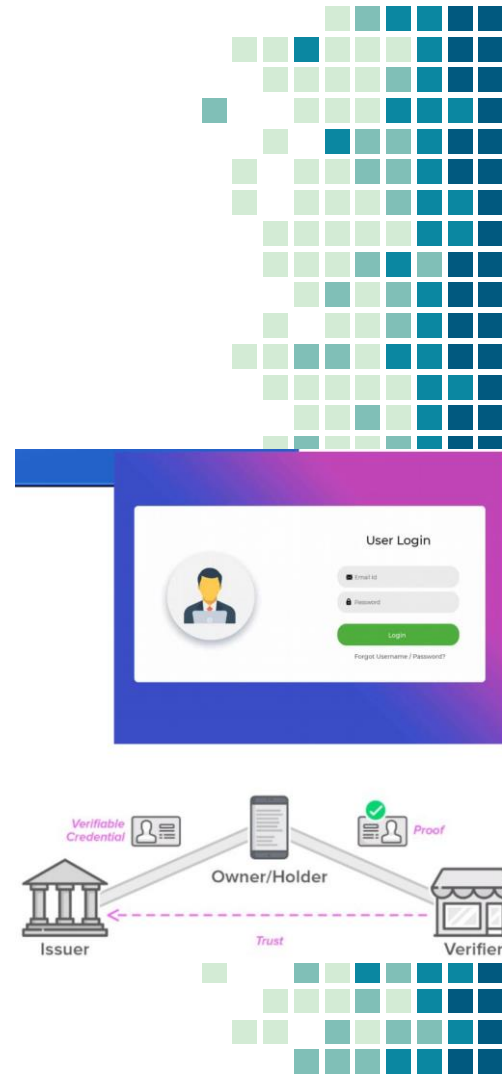 User Login
Email Id
Password
Login
Forgot Username / Password?
Verifiable
Credential
Proof
Owner/Holder
Issuer
Trust
Verifier